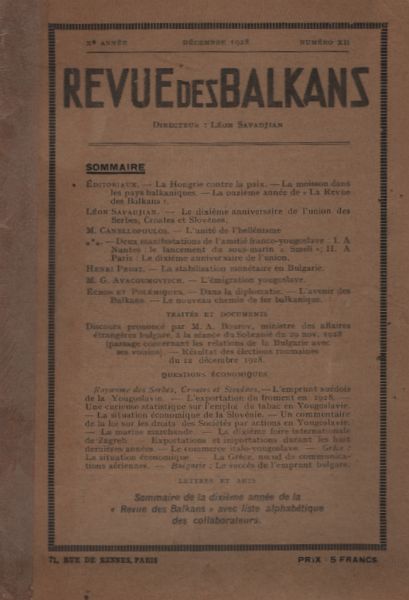 Xe ANNÉE DÉCEMBRE 1928 NUMÉRO XII
REVUE DES BALKANS
DIRECTEUR : LÉON SAVADJIAN
SOMMAIRE
ÉDITORIAUX. — La Hongrie contre la paix. — La moisson dans
les pays balkaniques. — La onzième année de « La Revue
des Balkans ».
LÉON SAVADJIAN. — Le dixième anniversaire de l'union des
Serbes, Croates et Slovènes.
M. CANELLOPOULOS. — L'unité de l'hellénisme
**. — Deux manifestations de l'amitié franco-yougoslave : I. A
Nantes : le lancement du sous-marin « Smeli » ; II. A
Paris : Le dixième anniversaire de l'union.
HENRI PROST. — La stabilisation monétaire en Bulgarie.
M. G. AVACOUMOVITCH. — L'émigration yougoslave.
ÉCHOS ET POLÉMIQUES. — Dans la diplomatie. — L'avenir des
Balkans. — Le nouveau chemin de fer balkanique.
TRAITÉS ET DOCUMENTS
Discours prononcé par M. A. Bourov, ministre des affaires
étrangères bulgare, à la séance du Sobranié du 29 nov. 1928
(passage concernant les relations de la Bulgarie avec
ses voisins). — Résultat des élections roumaines
du 12 décembre 1928.
QUESTIONS ÉCONOMIQUES
Royaume des Serbes, Croates et Slovènes. — L'emprunt suédois
de la Yougoslavie. — L'exportation du froment en 1928. —
Une curieuse statistique sur l'emploi du tabac en Yougoslavie.
— La situation économique de la Slovénie. — Un commentaire
de la loi sur les droits des Sociétés par actions en Yougoslavie.
— La marine marchande. — La dixième foire internationale
de Zagreb. — Exportations et importations durant les huit
dernières années. — Le commerce italo-yougoslave. — Grèce :
La situation économique. — La Grèce, nœud de communica-
tions aériennes. — Bulgarie : Le succès de l'emprunt bulgare.
LETTRES ET ARTS
Sommaire de la dixième année de la
« Revue des Balkans » avec liste alphabétique
des collaborateurs.
71, RUE DE RENNES, PARIS PRIX : 5 FRANCS